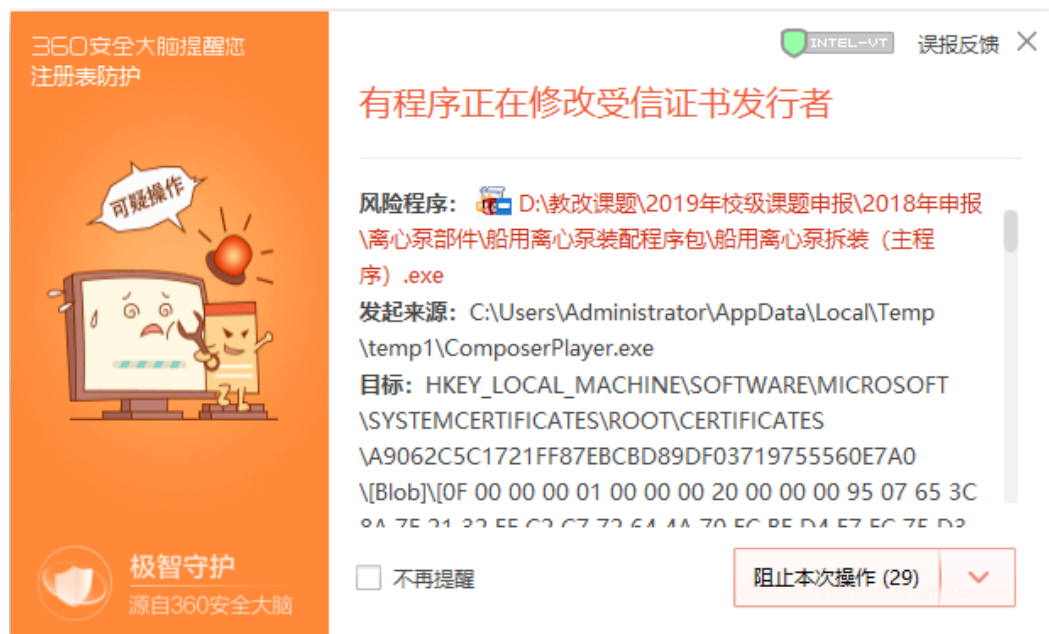 360安全大脑提醒您
注册表防护
INTEL-VT
误报反馈
有程序正在修改受信证书发行者
可疑操作
风险程序： D:\教改课题\2019年校级课题申报\2018年申报
\离心泵部件\船用离心泵装配程序包\船用离心泵拆装（主程
序）.exe
发起来源：C:\Users\Administrator\AppData\Local\Temp
\temp1\ComposerPlayer.exe
目标：HKEY_LOCAL_MACHINE\SOFTWARE\MICROSOFT
\SYSTEMCERTIFICATES\ROOT\CERTIFICATES
\A9062C5C1721FF87EBCBD89DF03719755560E7A0
\[Blob]\[0F 00 00 00 01 00 00 00 20 00 00 00 95 07 65 3C
极智守护
源自360安全大脑
不再提醒
阻止本次操作 (29)